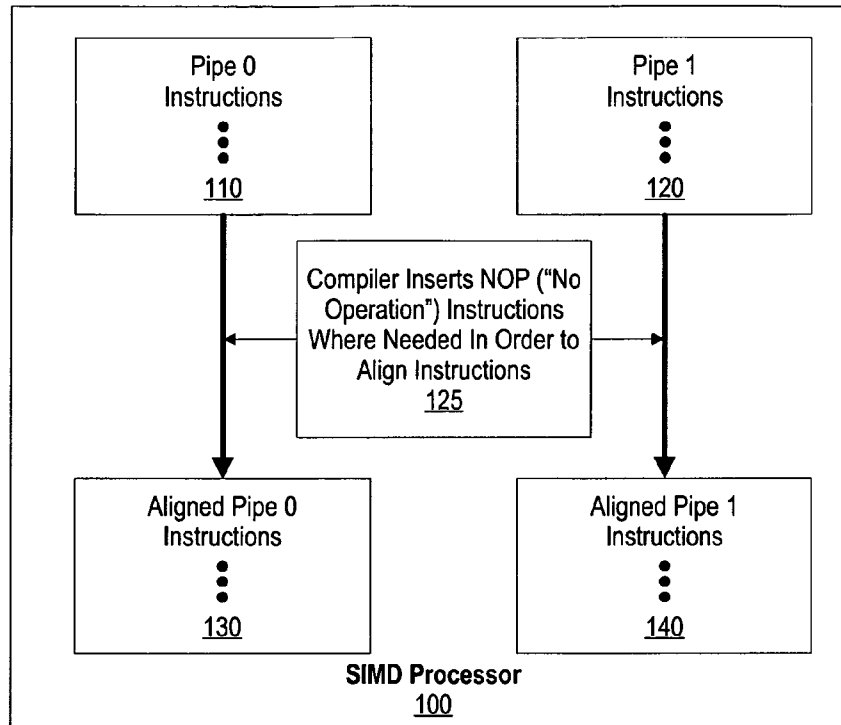 Pipe 0
Instructions
110
Pipe 1
Instructions
120
Compiler Inserts NOP ("No
Operation") Instructions
Where Needed In Order to
Align Instructions
125
Aligned Pipe 0
Instructions
130
Aligned Pipe 1
Instructions
140
SIMD Processor
100